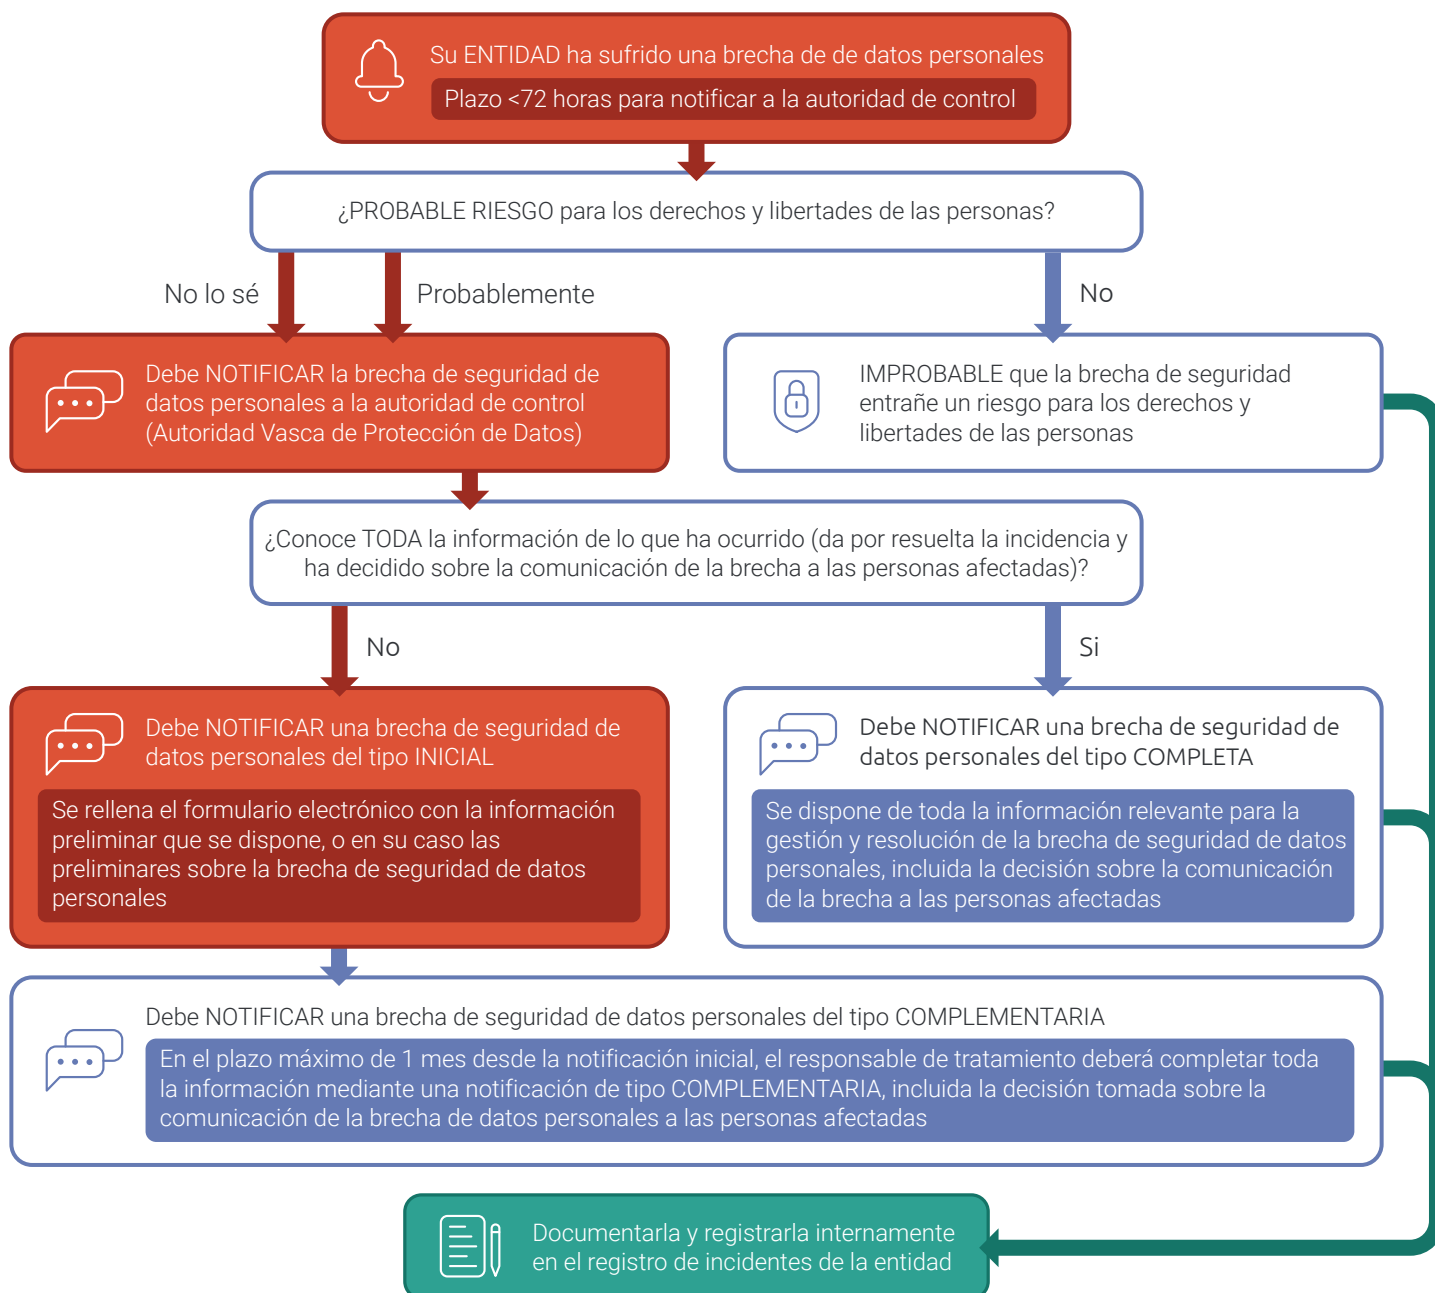 Su ENTIDAD ha sufrido una brecha de de datos personales
Plazo <72 horas para notificar a la autoridad de control
¿PROBABLE RIESGO para los derechos y libertades de las personas?
No lo sé
Probablemente
No
Debe NOTIFICAR la brecha de seguridad de
datos personales a la autoridad de control
(Autoridad Vasca de Protección de Datos)
IMPROBABLE que la brecha de seguridad
entrañe un riesgo para los derechos y
libertades de las personas
¿Conoce TODA la información de lo que ha ocurrido (da por resuelta la incidencia y
ha decidido sobre la comunicación de la brecha a las personas afectadas)?
No
Si
Debe NOTIFICAR una brecha de seguridad de
datos personales del tipo INICIAL
Se rellena el formulario electrónico con la información
preliminar que se dispone, o en su caso las
preliminares sobre la brecha de seguridad de datos
personales
Debe NOTIFICAR una brecha de seguridad de
datos personales del tipo COMPLETA
Se dispone de toda la información relevante para la
gestión y resolución de la brecha de seguridad de datos
personales, incluida la decisión sobre la comunicación
de la brecha a las personas afectadas
Debe NOTIFICAR una brecha de seguridad de datos personales del tipo COMPLEMENTARIA
En el plazo máximo de 1 mes desde la notificación inicial, el responsable de tratamiento deberá completar toda
la información mediante una notificación de tipo COMPLEMENTARIA, incluida la decisión tomada sobre la
comunicación de la brecha de datos personales a las personas afectadas
Documentarla y registrarla internamente
en el registro de incidentes de la entidad